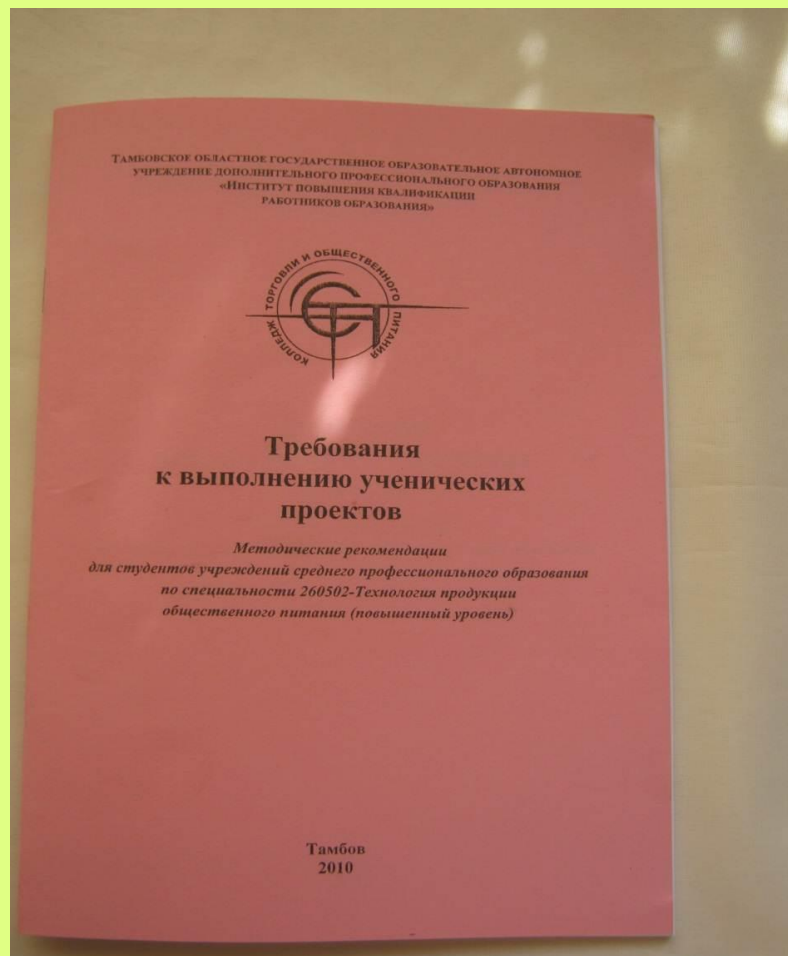 ТАМБОВСКОЕ ОБЛАСТНОЕ ГОСУДАРСТВЕННОЕ ОБРАЗОВАТЕЛЬНОЕ АВТОНОМНОЕ
УЧРЕЖДЕНИЕ ДОПОЛНИТЕЛЬНОГО ПРОФЕССИОНАЛЬНОГО ОБРАЗОВАНИЯ
«ИНСТИТУТ ПОВЫШЕНИЯ КВАЛИФИКАЦИИ
РАБОТНИКОВ ОБРАЗОВАНИЯ»
КОЛЛЕДЖ ТОРГОВЛИ И ОБЩЕСТВЕННОГО ПИТАНИЯ
Требования
к выполнению ученических
проектов
Методические рекомендации
для студентов учреждений среднего профессионального образования
по специальности 260502-Технология продукции
общественного питания (повышенный уровень)
Тамбов
2010